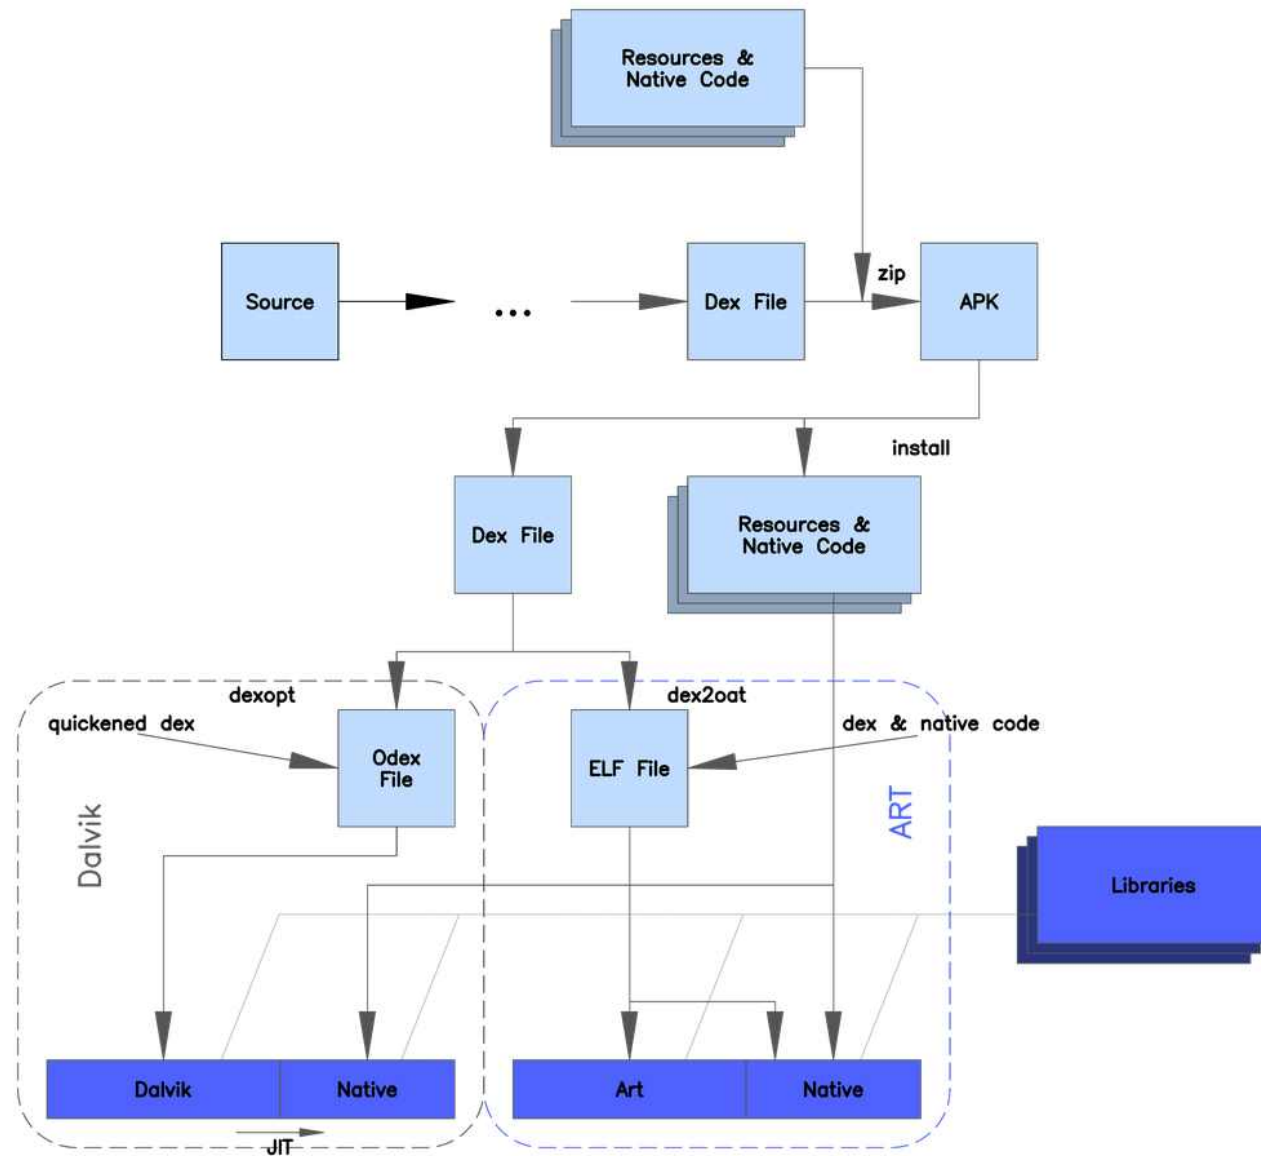 Resources &
Native Code
zip
Source
...
Dex File
APK
install
Dex File
Resources &
Native Code
dexopt
dex2oat
quickened dex
dex & native code
Odex
File
ELF File
Dalvik
ART
Libraries
Dalvik
Native
Art
Native
JIT